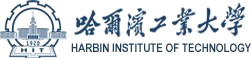 哈爾濱工業大學
HARBIN INSTITUTE OF TECHNOLOGY
1920
HIT